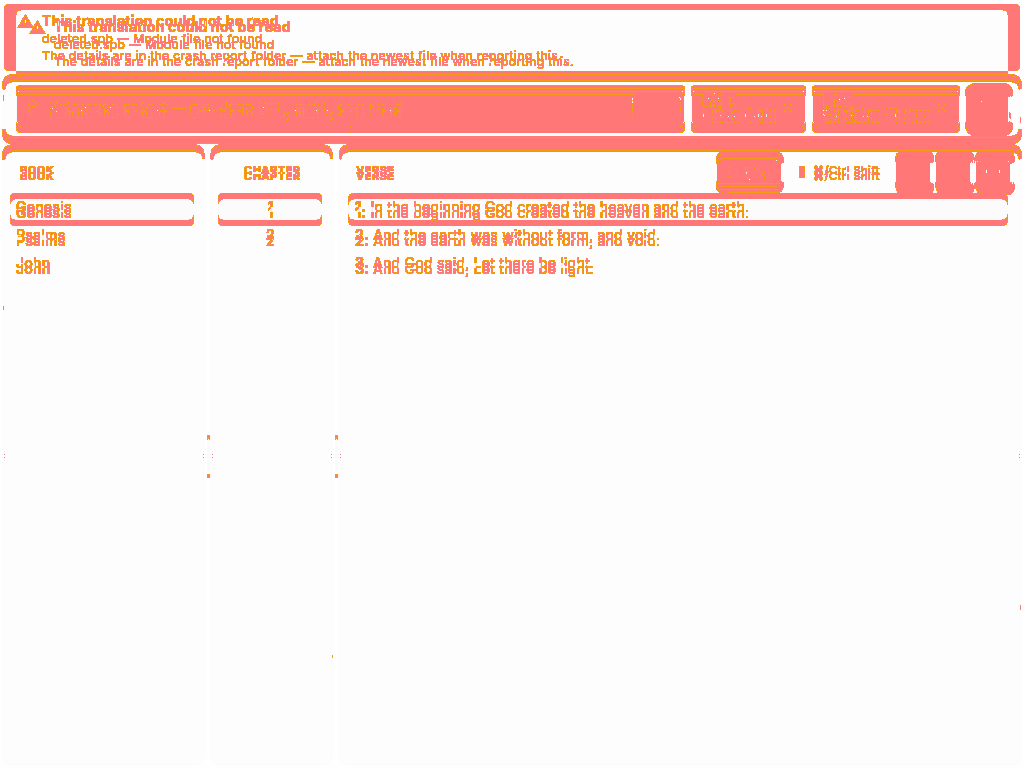 This translation could not be read
deleted.spb — Module file not found
The details are in the crash report folder — attach the newest file when reporting this.
BOOK
CHAPTER
VERSE
⌘/Ctrl Shift
Genesis
1
1. In the beginning God created the heaven and the earth.
Psalms
2
2. And the earth was without form, and void.
John
3. And God said, Let there be light.